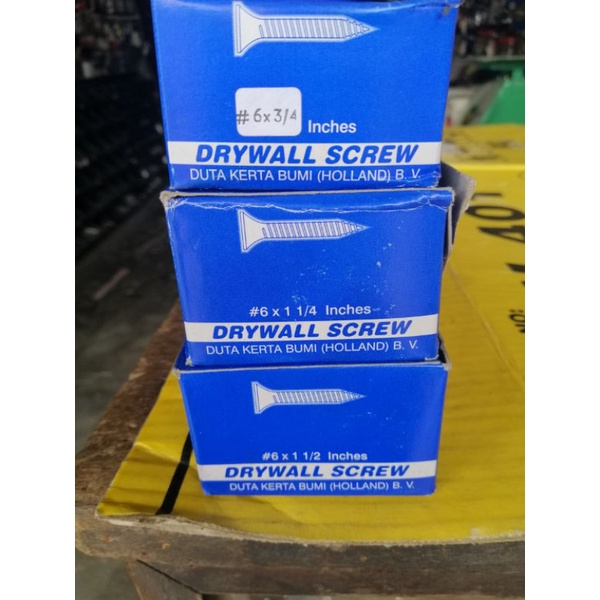 #6x3/4 Inches
DRYWALL SCREW
DUTA KERTA BUMI (HOLLAND) B. V.
#6 x 1 1/4 Inches
DRYWALL SCREW
DUTA KERTA BUMI (HOLLAND) B. V.
#6 x 1 1/2 Inches
DRYWALL SCREW
DUTA KERTA BUMI (HOLLAND) B. V.